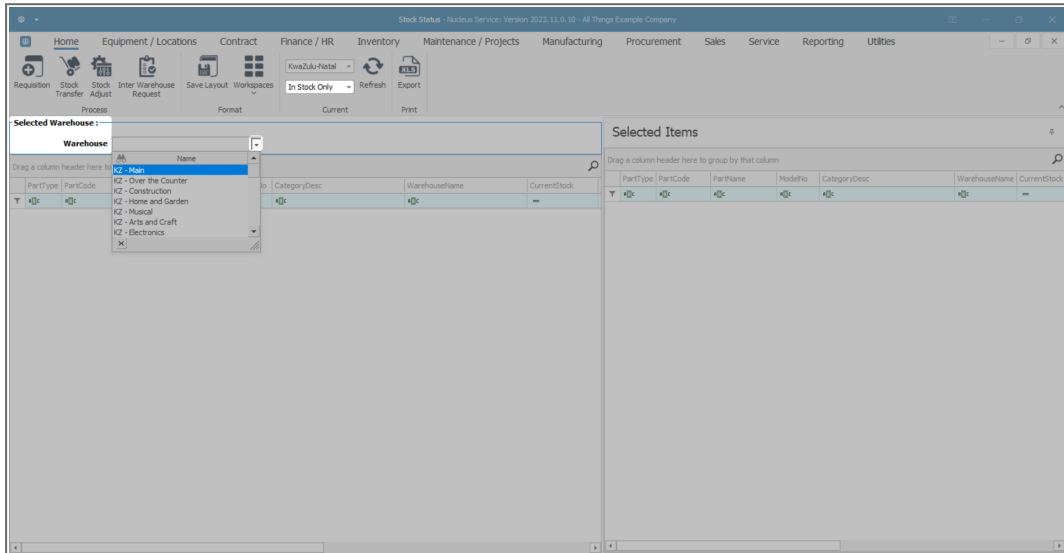 Stock Status - Nucleus Service: Version 2023.11.0.10 - All Things Example Company
Home Equipment / Locations Contract Finance / HR Inventory Maintenance / Projects Manufacturing Procurement Sales Service Reporting Utilities
Requisition Stock Transfer Stock Adjust Inter Warehouse Request Save Layout Workspaces KwaZulu-Natal In Stock Only Refresh XLS Export
Process Format Current Print
Selected Warehouse :
Warehouse
Name
KZ - Main
KZ - Over the Counter
KZ - Construction
KZ - Home and Garden
KZ - Musical
KZ - Arts and Craft
KZ - Electronics
Drag a column header here to
PartType PartCode CategoryDesc WarehouseName CurrentStock
Selected Items
Drag a column header here to group by that column
PartType PartCode PartName ModelNo CategoryDesc WarehouseName CurrentStock